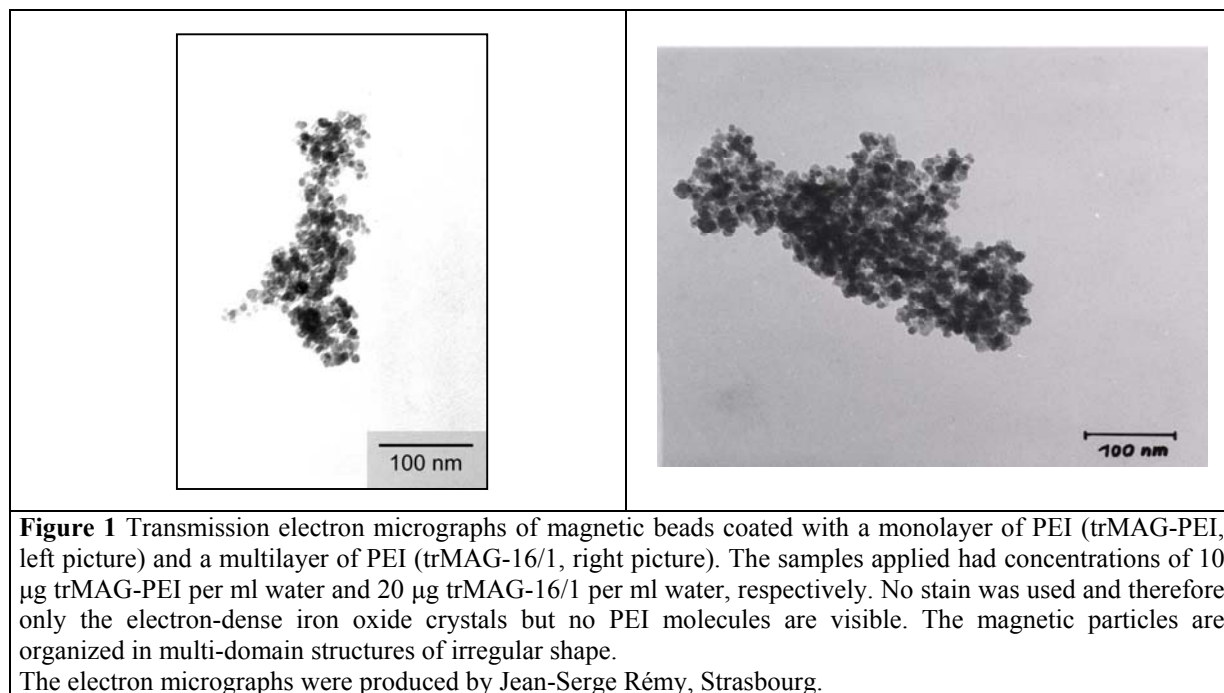 100 nm
100 nm
Figure 1 Transmission electron micrographs of magnetic beads coated with a monolayer of PEI (trMAG-PEI,
left picture) and a multilayer of PEI (trMAG-16/1, right picture). The samples applied had concentrations of 10
μg trMAG-PEI per ml water and 20 μg trMAG-16/1 per ml water, respectively. No stain was used and therefore
only the electron-dense iron oxide crystals but no PEI molecules are visible. The magnetic particles are
organized in multi-domain structures of irregular shape.
The electron micrographs were produced by Jean-Serge Rémy, Strasbourg.